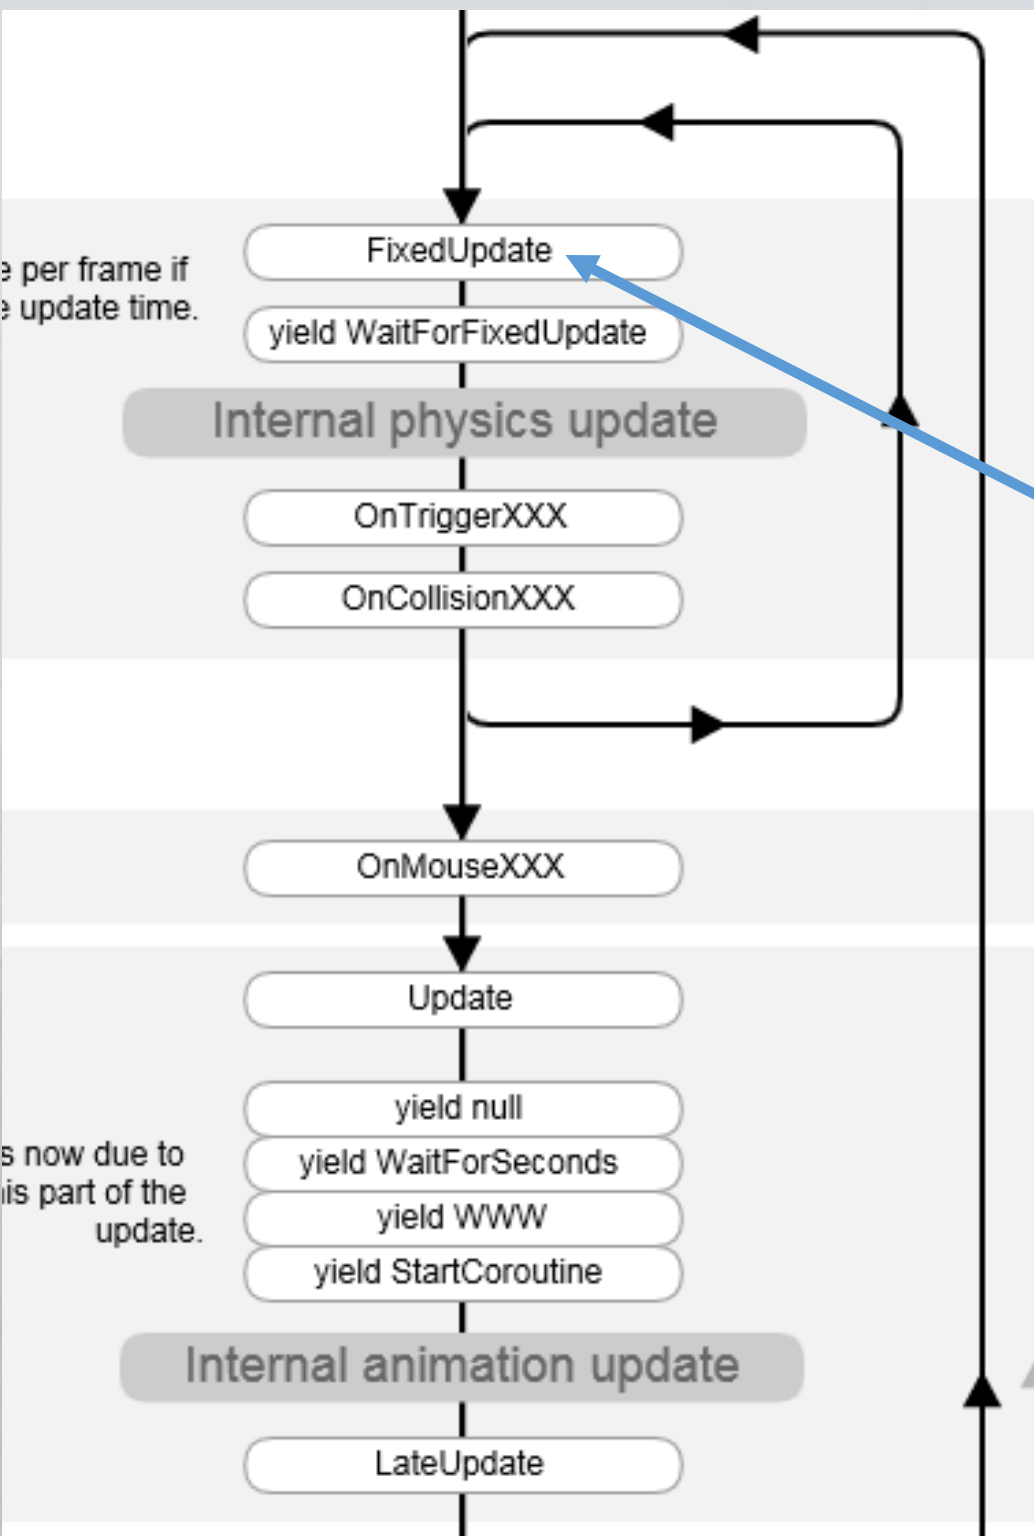 FixedUpdate
e per frame if
e update time.
yield WaitForFixedUpdate
Internal physics update
OnTriggerXXX
OnCollisionXXX
OnMouseXXX
Update
yield null
s now due to
yield WaitForSeconds
his part of the
yield WWW
update.
yield StartCoroutine
Internal animation update
LateUpdate